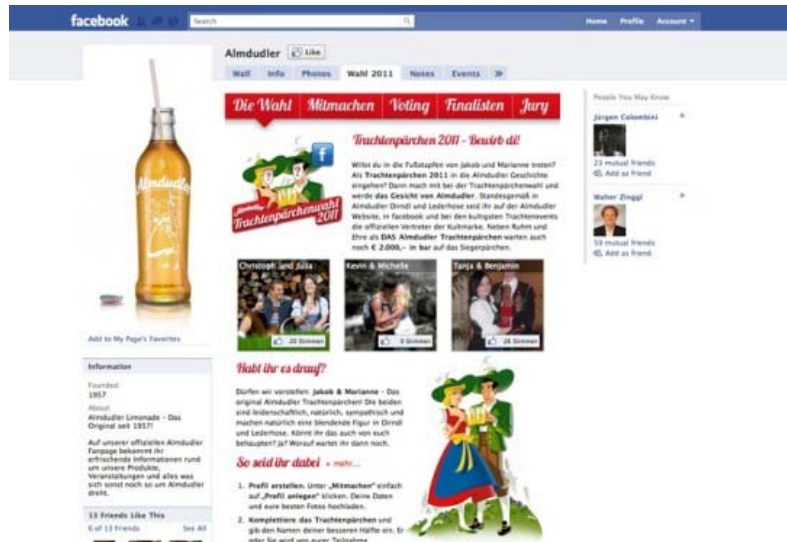 facebook
Search
Home Profile Account
Almdudler
Like
Wall Info Photos Wahl 2011 Notes Events
Die Wahl Mitmachen Voting Finalisten Jury
Trachtenpärchen 2011 - Bewirb di!
Willst du in die Fußstapfen von Jakob und Marianne treten?
Als Trachtenpärchen 2011 in die Almdudler Geschichte
eingehen? Dann mach mit bei der Trachtenpärchenwahl und
werde das Gesicht von Almdudler. Standesgemäß in
Almdudler Dirndl und Lederhose seid ihr auf der Almdudler
Website, in facebook und bei den kultigsten Trachtenevents
die offiziellen Vertreter der Kultmarke. Neben Ruhm und
Ehre als DAS Almdudler Trachtenpärchen warten auch
noch € 2.000,- in bar auf das Siegerpärchen.
Almdudler
Trachtenpärchenwahl
2011
Christoph und Julia
Kevin & Michelle
Tanja & Benjamin
20 Stimmen
0 Stimmen
28 Stimmen
Habt ihr es drauf?
Dürfen wir vorstellen: Jakob & Marianne - Das
original Almdudler Trachtenpärchen! Die beiden
sind leidenschaftlich, natürlich, sympathisch und
machen natürlich eine blendende Figur in Dirndl
und Lederhose. Könnt ihr das auch von euch
behaupten? Ja? Worauf wartet ihr dann noch.
So seid ihr dabei » mehr...
1. Profil erstellen. Unter „Mitmachen“ einfach
auf „Profil anlegen“ klicken. Deine Daten
und eure besten Fotos hochladen.
2. Komplettiere das Trachtenpärchen und
gib den Namen deiner besseren Hälfte ein. Er
oder Sie wird von eurer Teilnahme
Almdudler
Add to My Page's Favorites
Information
Founded:
1957
About:
Almdudler Limonade - Das
Original seit 1957!
Auf unserer offiziellen Almdudler
Fanpage bekommt ihr
erfrischende Informationen rund
um unsere Produkte,
Veranstaltungen und alles was
sich sonst noch so um Almdudler
dreht.
13 Friends Like This
6 of 13 Friends See All
People You May Know
Jürgen Colombini
23 mutual friends
Add as friend
Walter Zinggl
59 mutual friends
Add as friend